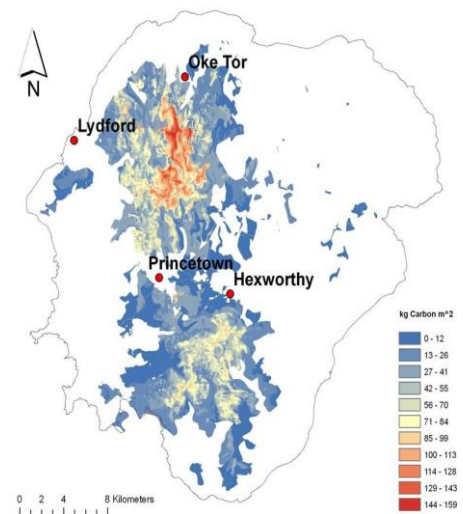 Oke Tor
N
Lydford
Princetown
Hexworthy
kg Carbon m^2
0 - 12
13 - 26
27 - 41
42 - 55
56 - 70
71 - 84
85 - 99
100 - 113
114 - 128
129 - 143
144 - 159
0 2 4 8 Kilometers